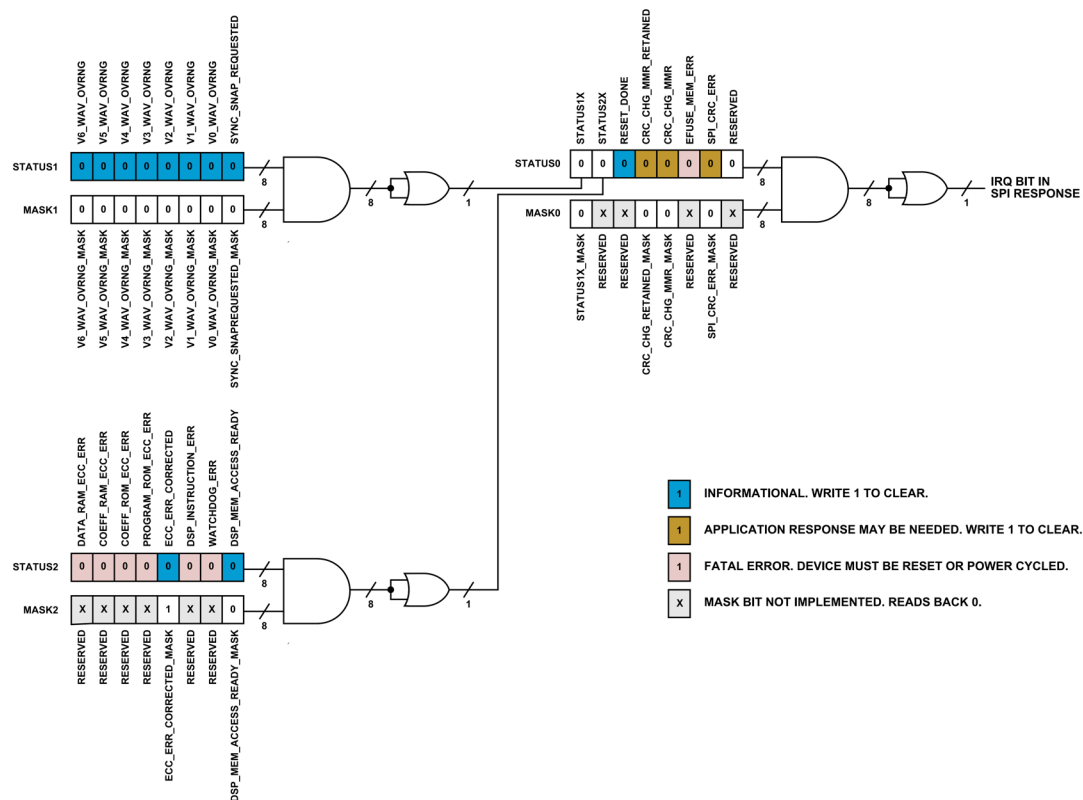 V6_WAV_OVRNG
V5_WAV_OVRNG
V4_WAV_OVRNG
V3_WAV_OVRNG
V2_WAV_OVRNG
V1_WAV_OVRNG
V0_WAV_OVRNG
SYNC_SNAP_REQUESTED
STATUS1
0 0 0 0 0 0 0 0
8
MASK1
0 0 0 0 0 0 0 0
8
V6_WAV_OVRNG_MASK
V5_WAV_OVRNG_MASK
V4_WAV_OVRNG_MASK
V3_WAV_OVRNG_MASK
V2_WAV_OVRNG_MASK
V1_WAV_OVRNG_MASK
V0_WAV_OVRNG_MASK
SYNC_SNAPREQUESTED_MASK
8
1
STATUS1X
STATUS2X
RESET_DONE
CRC_CHG_MMR_RETAINED
CRC_CHG_MMR
EFUSE_MEM_ERR
SPI_CRC_ERR
RESERVED
STATUS0
0 0 0 0 0 0 0 0
8
MASK0
0 X X 0 0 X 0 X
8
STATUS1X_MASK
RESERVED
RESERVED
CRC_CHG_RETAINED_MASK
CRC_CHG_MMR_MASK
RESERVED
SPI_CRC_ERR_MASK
RESERVED
8
1
IRQ BIT IN
SPI RESPONSE
DATA_RAM_ECC_ERR
COEFF_RAM_ECC_ERR
COEFF_ROM_ECC_ERR
PROGRAM_ROM_ECC_ERR
ECC_ERR_CORRECTED
DSP_INSTRUCTION_ERR
WATCHDOG_ERR
DSP_MEM_ACCESS_READY
STATUS2
0 0 0 0 0 0 0 0
8
MASK2
X X X X 1 X X 0
8
RESERVED
RESERVED
RESERVED
RESERVED
ECC_ERR_CORRECTED_MASK
RESERVED
RESERVED
DSP_MEM_ACCESS_READY_MASK
8
1
1 INFORMATIONAL. WRITE 1 TO CLEAR.
1 APPLICATION RESPONSE MAY BE NEEDED. WRITE 1 TO CLEAR.
1 FATAL ERROR. DEVICE MUST BE RESET OR POWER CYCLED.
X MASK BIT NOT IMPLEMENTED. READS BACK 0.